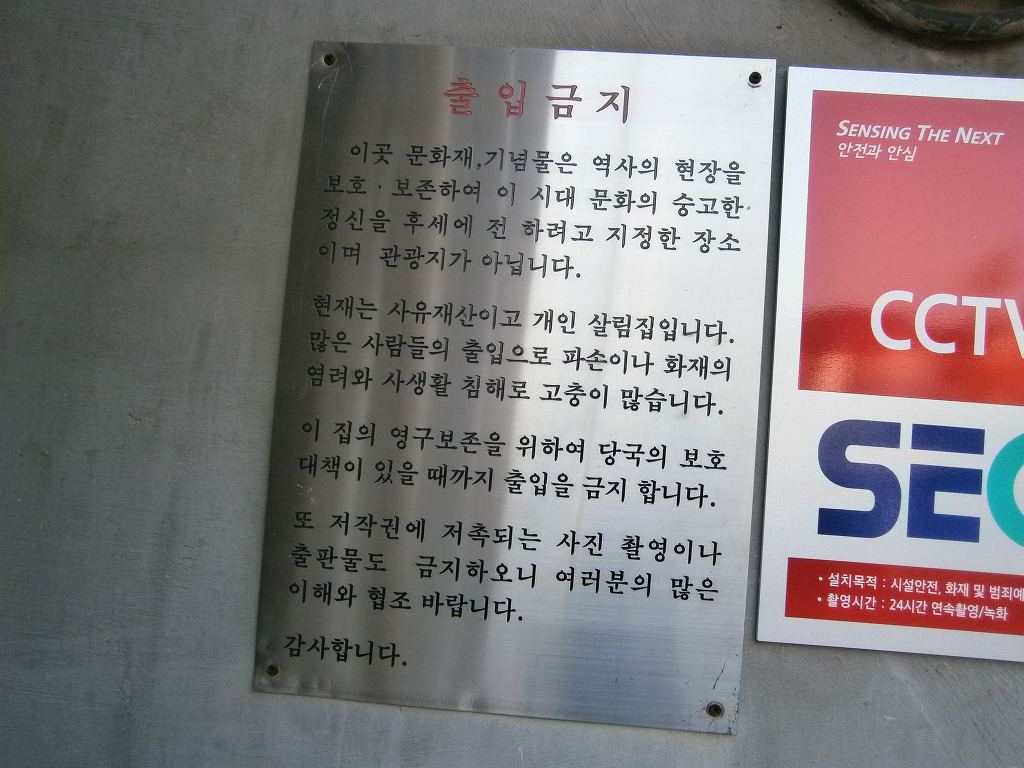 출입금지
이곳 문화재,기념물은 역사의 현장을
보호·보존하여 이 시대 문화의 숭고한
정신을 후세에 전 하려고 지정한 장소
이며 관광지가 아닙니다.
현재는 사유재산이고 개인 살림집입니다.
많은 사람들의 출입으로 파손이나 화재의
염려와 사생활 침해로 고충이 많습니다.
이 집의 영구보존을 위하여 당국의 보호
대책이 있을 때까지 출입을 금지 합니다.
또 저작권에 저촉되는 사진 촬영이나
출판물도 금지하오니 여러분의 많은
이해와 협조 바랍니다.
감사합니다.
SENSING THE NEXT
안전과 안심
CCTV
SE
• 설치목적 : 시설안전, 화재 및 범죄예
• 촬영시간 : 24시간 연속촬영/녹화